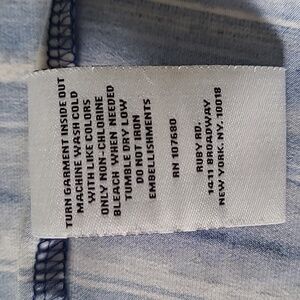 TURN GARMENT INSIDE OUT
MACHINE WASH COLD
WITH LIKE COLORS
ONLY NON-CHLORINE
BLEACH WHEN NEEDED
TUMBLE DRY LOW
DO NOT IRON
EMBELLISHMENTS
RN 107680
RUBY RD.
1411 BROADWAY
NEW YORK. NY. 10018